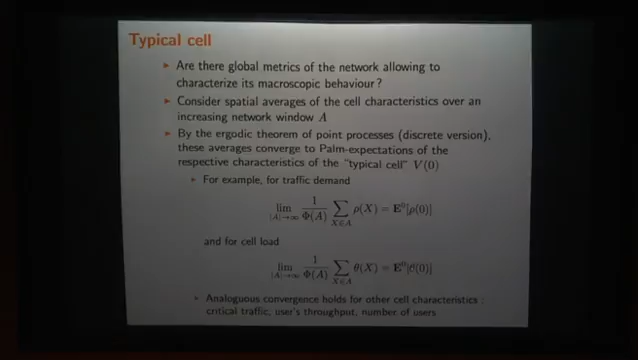 Typical cell
Are there global metrics of the network allowing to
characterize its macroscopic behaviour?
Consider spatial averages of the cell characteristics over an
increasing network window A
By the ergodic theorem of point processes (discrete version),
these averages converge to Palm-expectations of the
respective characteristics of the "typical cell" V(0)
For example, for traffic demand
lim_{|A|→∞} 1/Φ(A) ∑_{X∈A} ρ(X) = E⁰[ρ(0)]
and for cell load
lim_{|A|→∞} 1/Φ(A) ∑_{X∈A} θ(X) = E⁰[θ(0)]
Analoguous convergence holds for other cell characteristics :
critical traffic, user's throughput, number of users